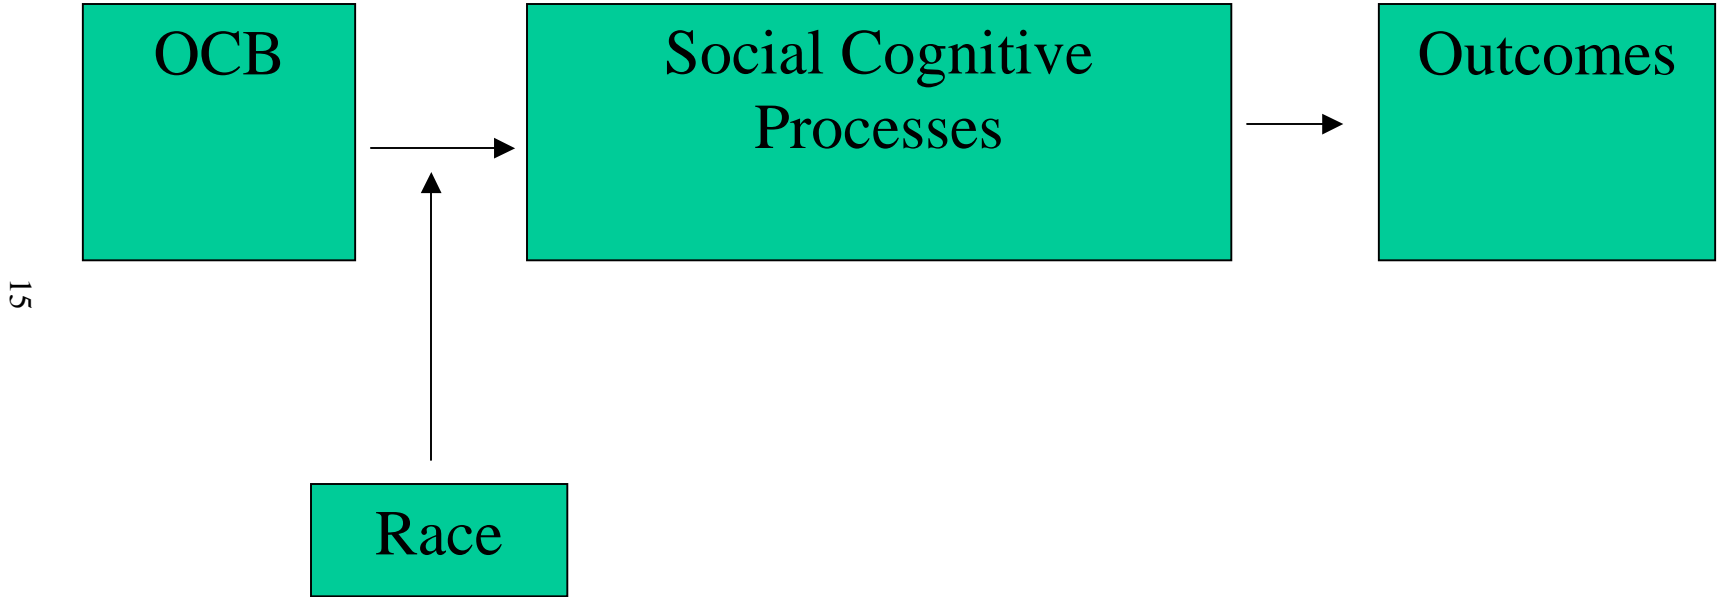 OCB
Social Cognitive
Processes
Outcomes
15
Race